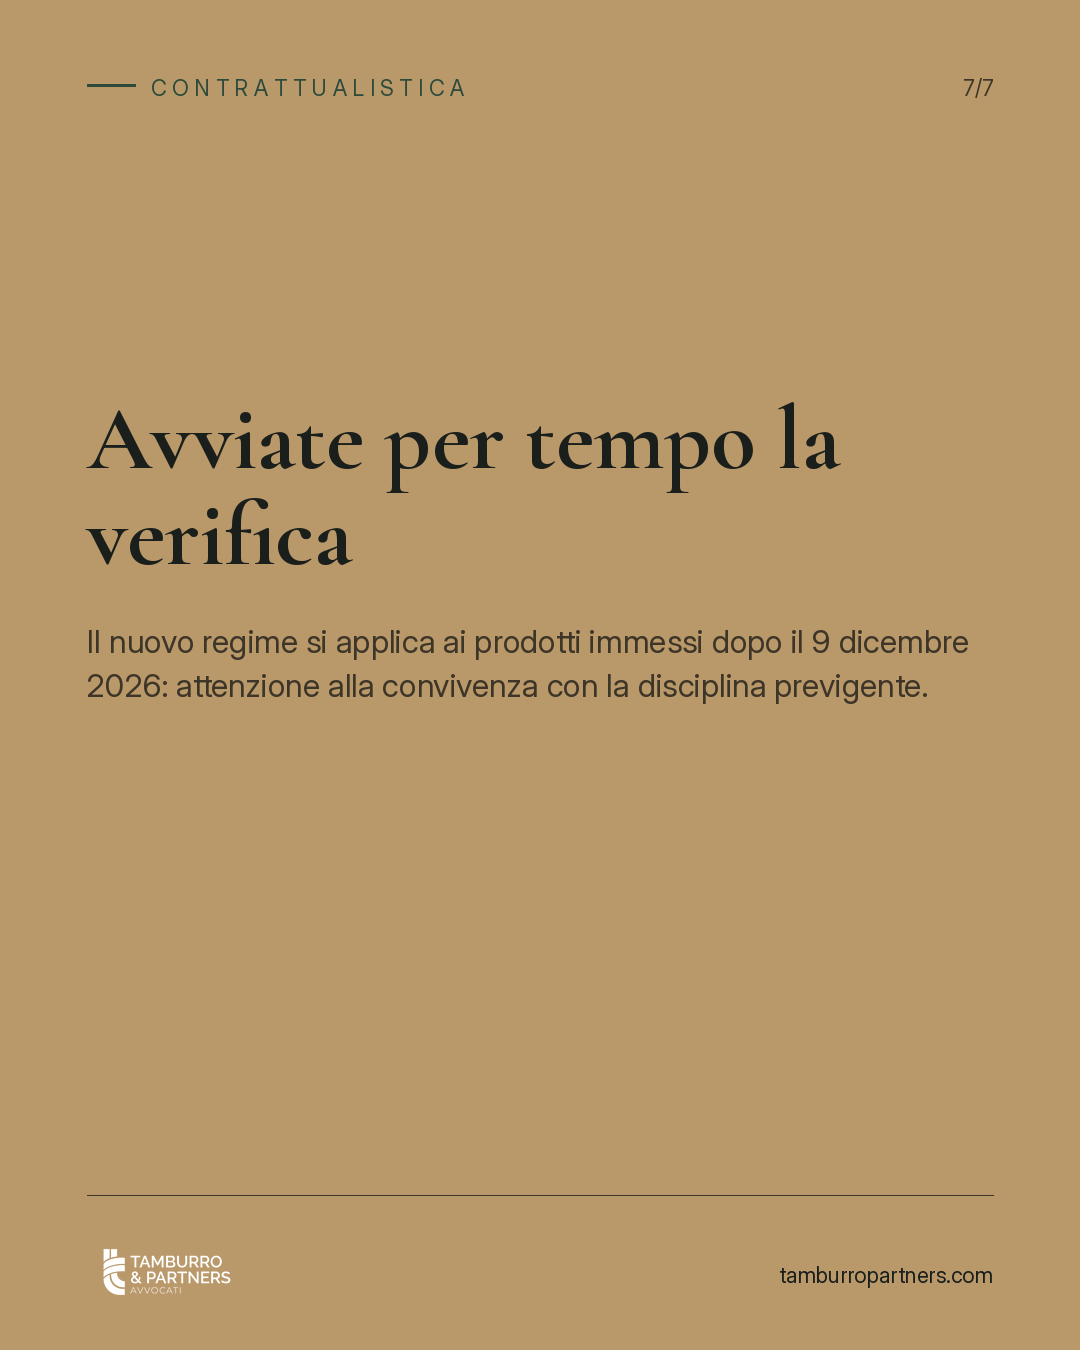 CONTRATTUALISTICA
7/7
Avviate per tempo la
verifica
Il nuovo regime si applica ai prodotti immessi dopo il 9 dicembre
2026: attenzione alla convivenza con la disciplina previgente.
TAMBURRO
& PARTNERS
AVVOCATI
tamburropartners.com